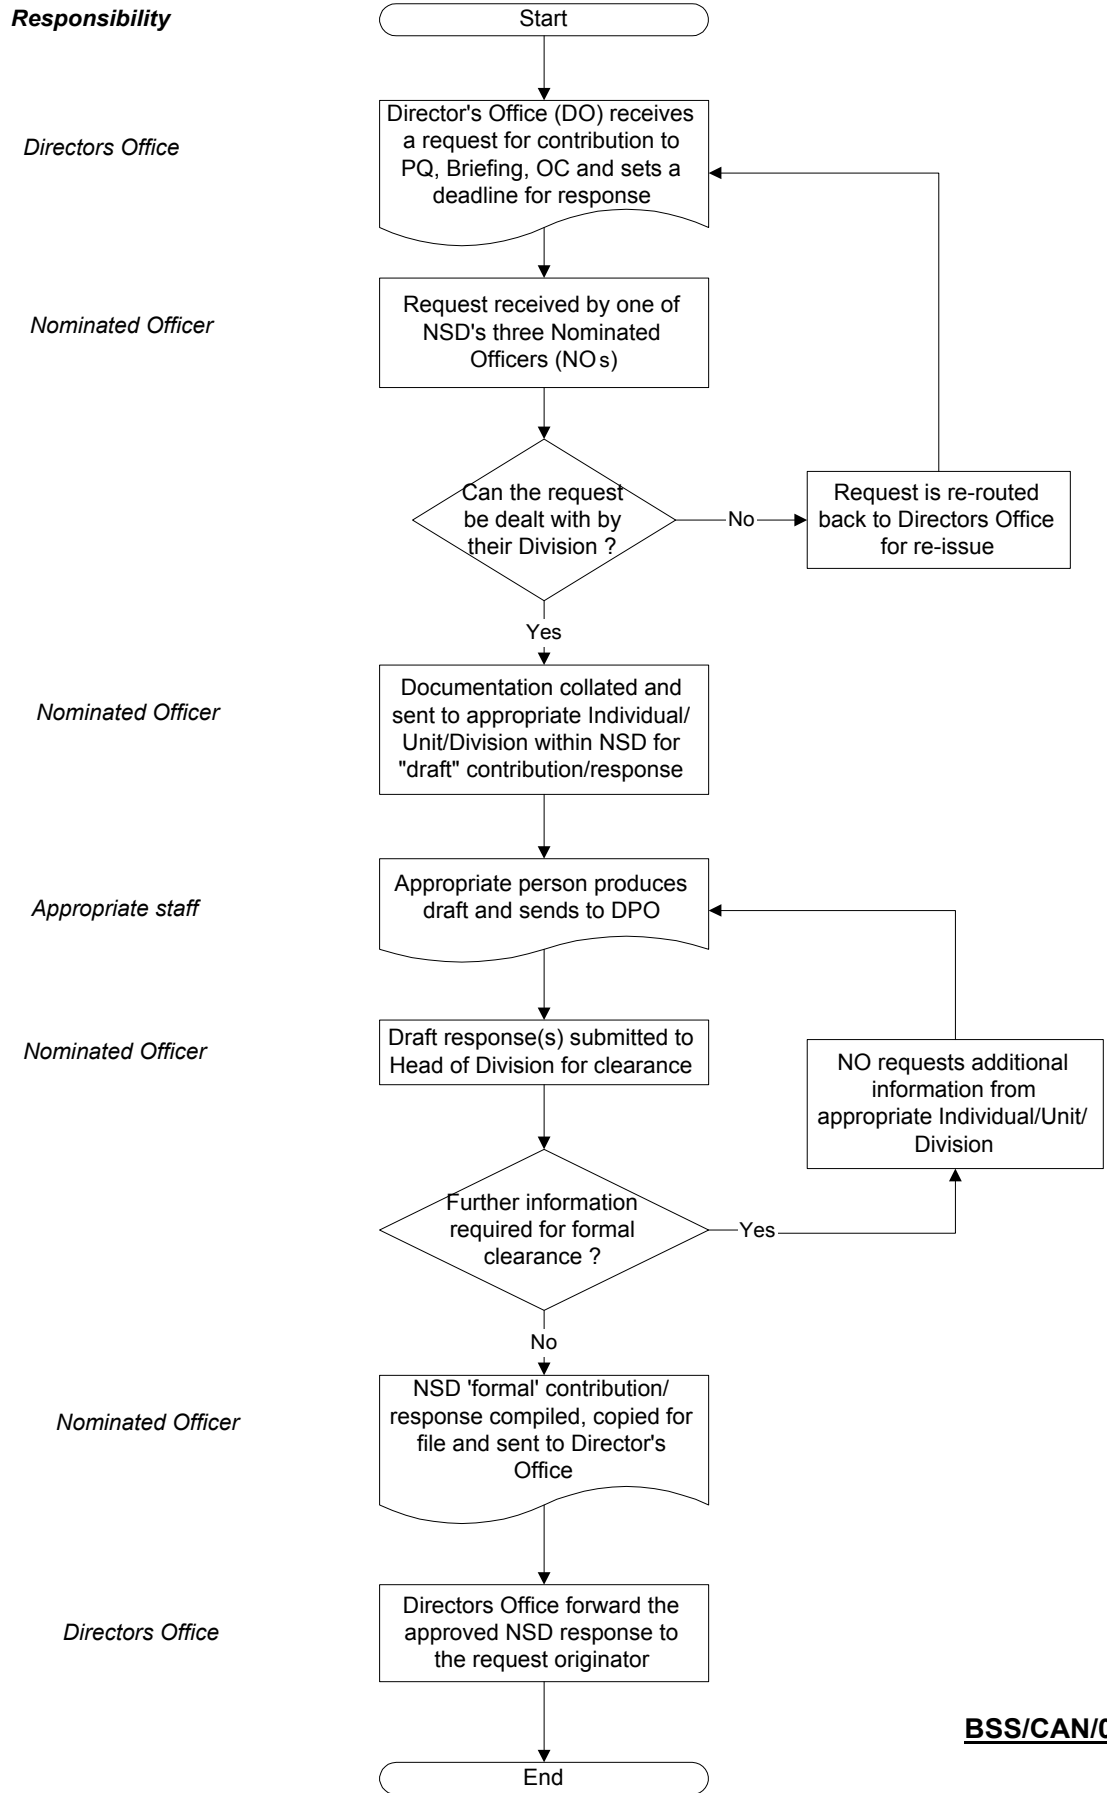 Responsibility
Start
Directors Office
Director's Office (DO) receives
a request for contribution to
PQ, Briefing, OC and sets a
deadline for response
Nominated Officer
Request received by one of
NSD's three Nominated
Officers (NOs)
Can the request
be dealt with by
their Division ?
No
Request is re-routed
back to Directors Office
for re-issue
Yes
Nominated Officer
Documentation collated and
sent to appropriate Individual/
Unit/Division within NSD for
"draft" contribution/response
Appropriate staff
Appropriate person produces
draft and sends to DPO
Nominated Officer
Draft response(s) submitted to
Head of Division for clearance
NO requests additional
information from
appropriate Individual/Unit/
Division
Further information
required for formal
clearance ?
Yes
No
Nominated Officer
NSD 'formal' contribution/
response compiled, copied for
file and sent to Director's
Office
Directors Office
Directors Office forward the
approved NSD response to
the request originator
BSS/CAN/0
End